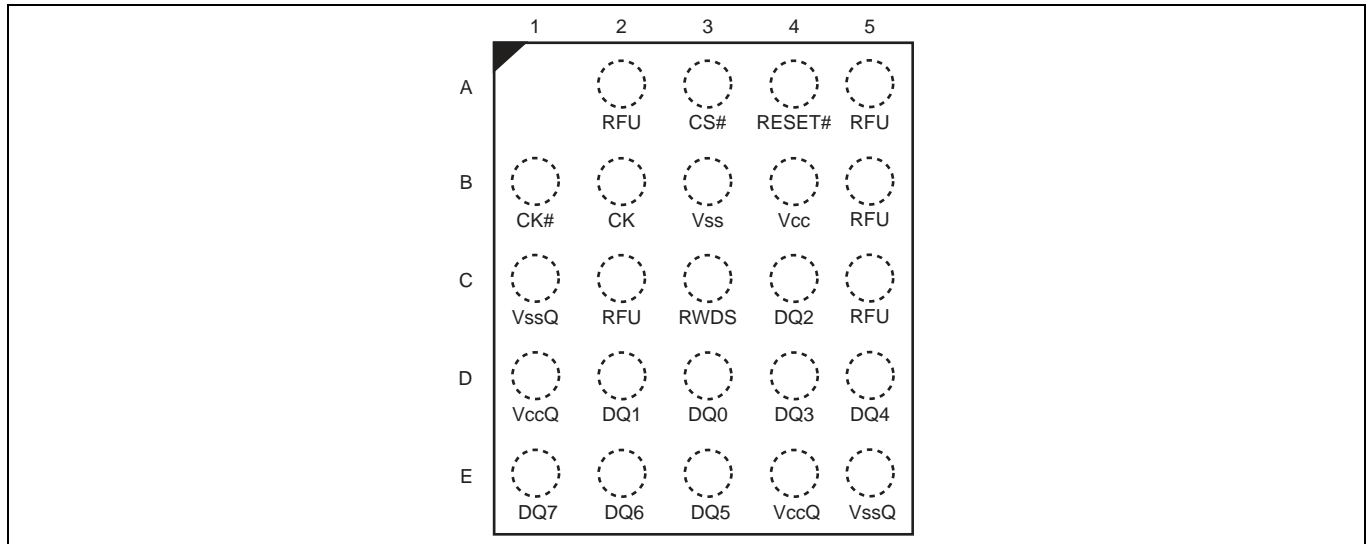 1 2 3 4 5
A
RFU CS# RESET# RFU
B
CK# CK Vss Vcc RFU
C
VssQ RFU RWDS DQ2 RFU
D
VccQ DQ1 DQ0 DQ3 DQ4
E
DQ7 DQ6 DQ5 VccQ VssQ